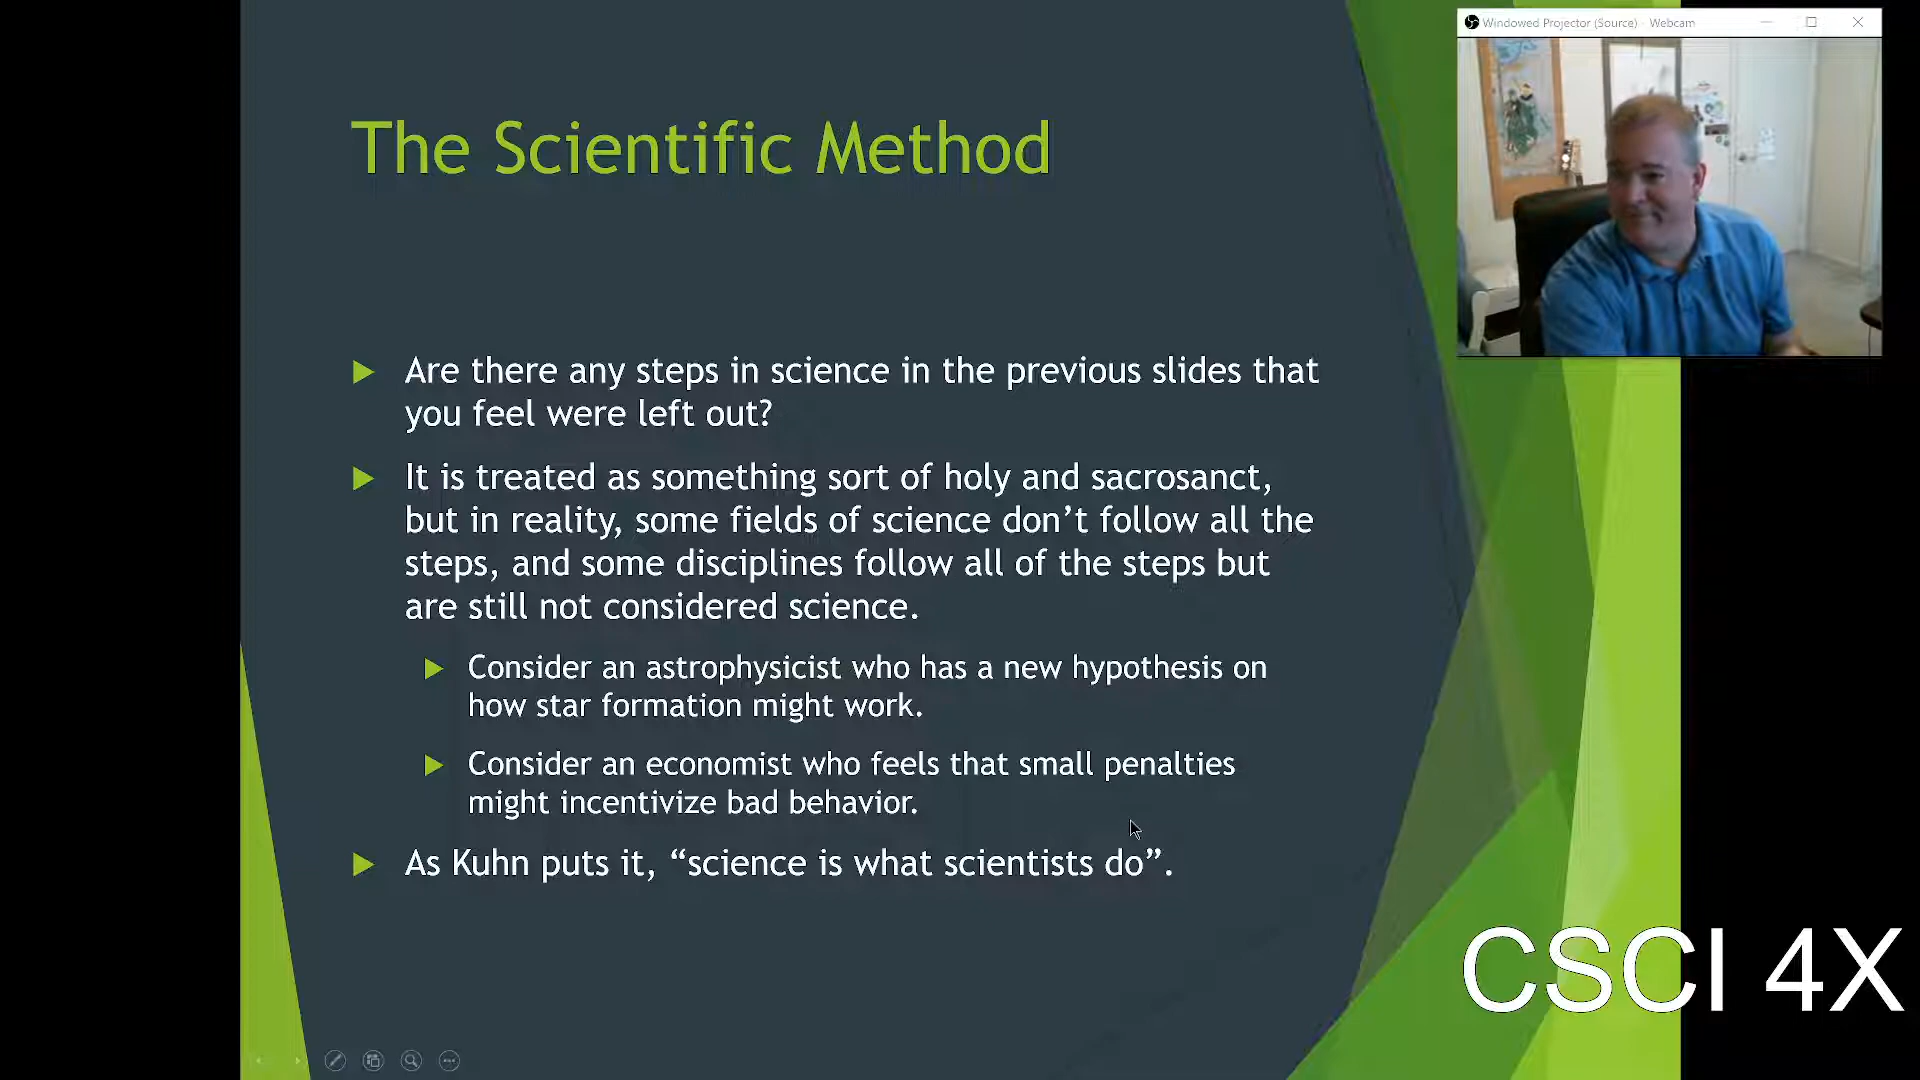 Windowed Projector (Source) - Webcam
The Scientific Method
Are there any steps in science in the previous slides that
you feel were left out?
It is treated as something sort of holy and sacrosanct,
but in reality, some fields of science don’t follow all the
steps, and some disciplines follow all of the steps but
are still not considered science.
Consider an astrophysicist who has a new hypothesis on
how star formation might work.
Consider an economist who feels that small penalties
might incentivize bad behavior.
As Kuhn puts it, “science is what scientists do”.
CSCI 4X